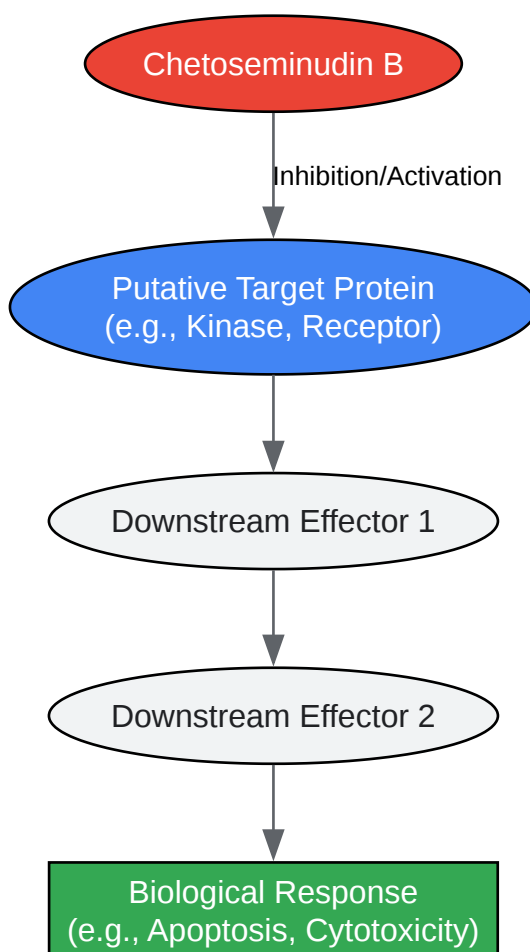 Chetoseminudin B
Inhibition/Activation
Putative Target Protein
(e.g., Kinase, Receptor)
Downstream Effector 1
Downstream Effector 2
Biological Response
(e.g., Apoptosis, Cytotoxicity)